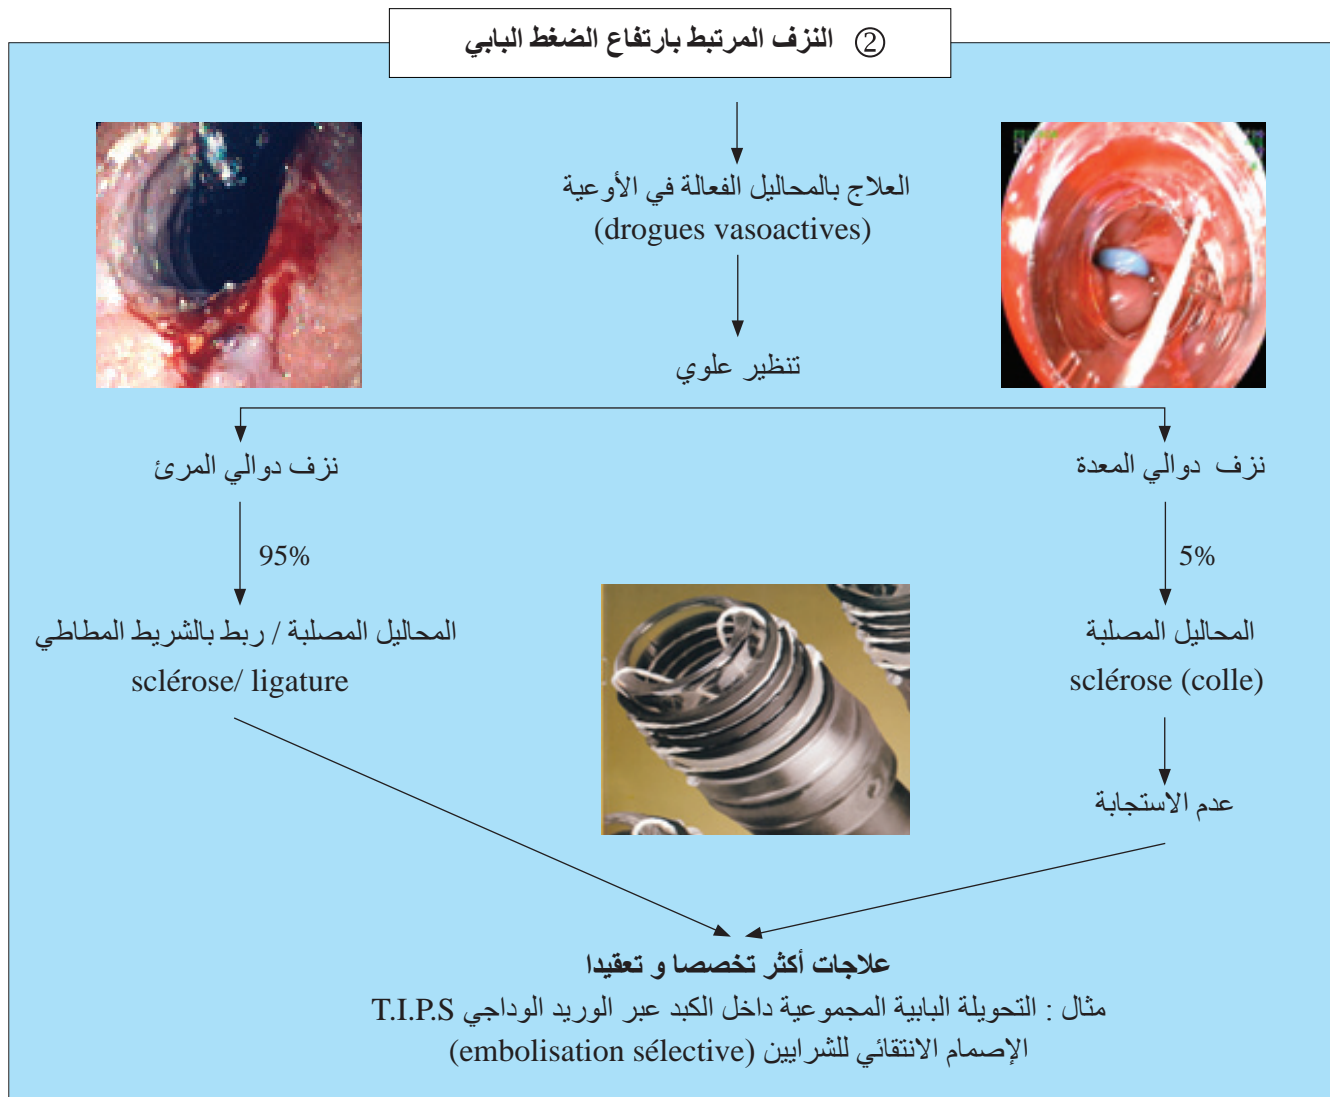 ② النزف المرتبط بارتفاع الضغط البابي
العلاج بالمحاليل الفعالة في الأوعية
(drogues vasoactives)
تنظير علوي
نزف دوالي المعدة
نزف دوالي المرئ
5%
95%
المحاليل المصلبة
sclérose (colle)
المحاليل المصلبة / ربط بالشريط المطاطي
sclérose/ ligature
عدم الاستجابة
علاجات أكثر تخصصا و تعقيدا
مثال : التحويلة البابية المجموعية داخل الكبد عبر الوريد الوداجي T.I.P.S
الإصمام الانتقائي للشرايين (embolisation sélective)